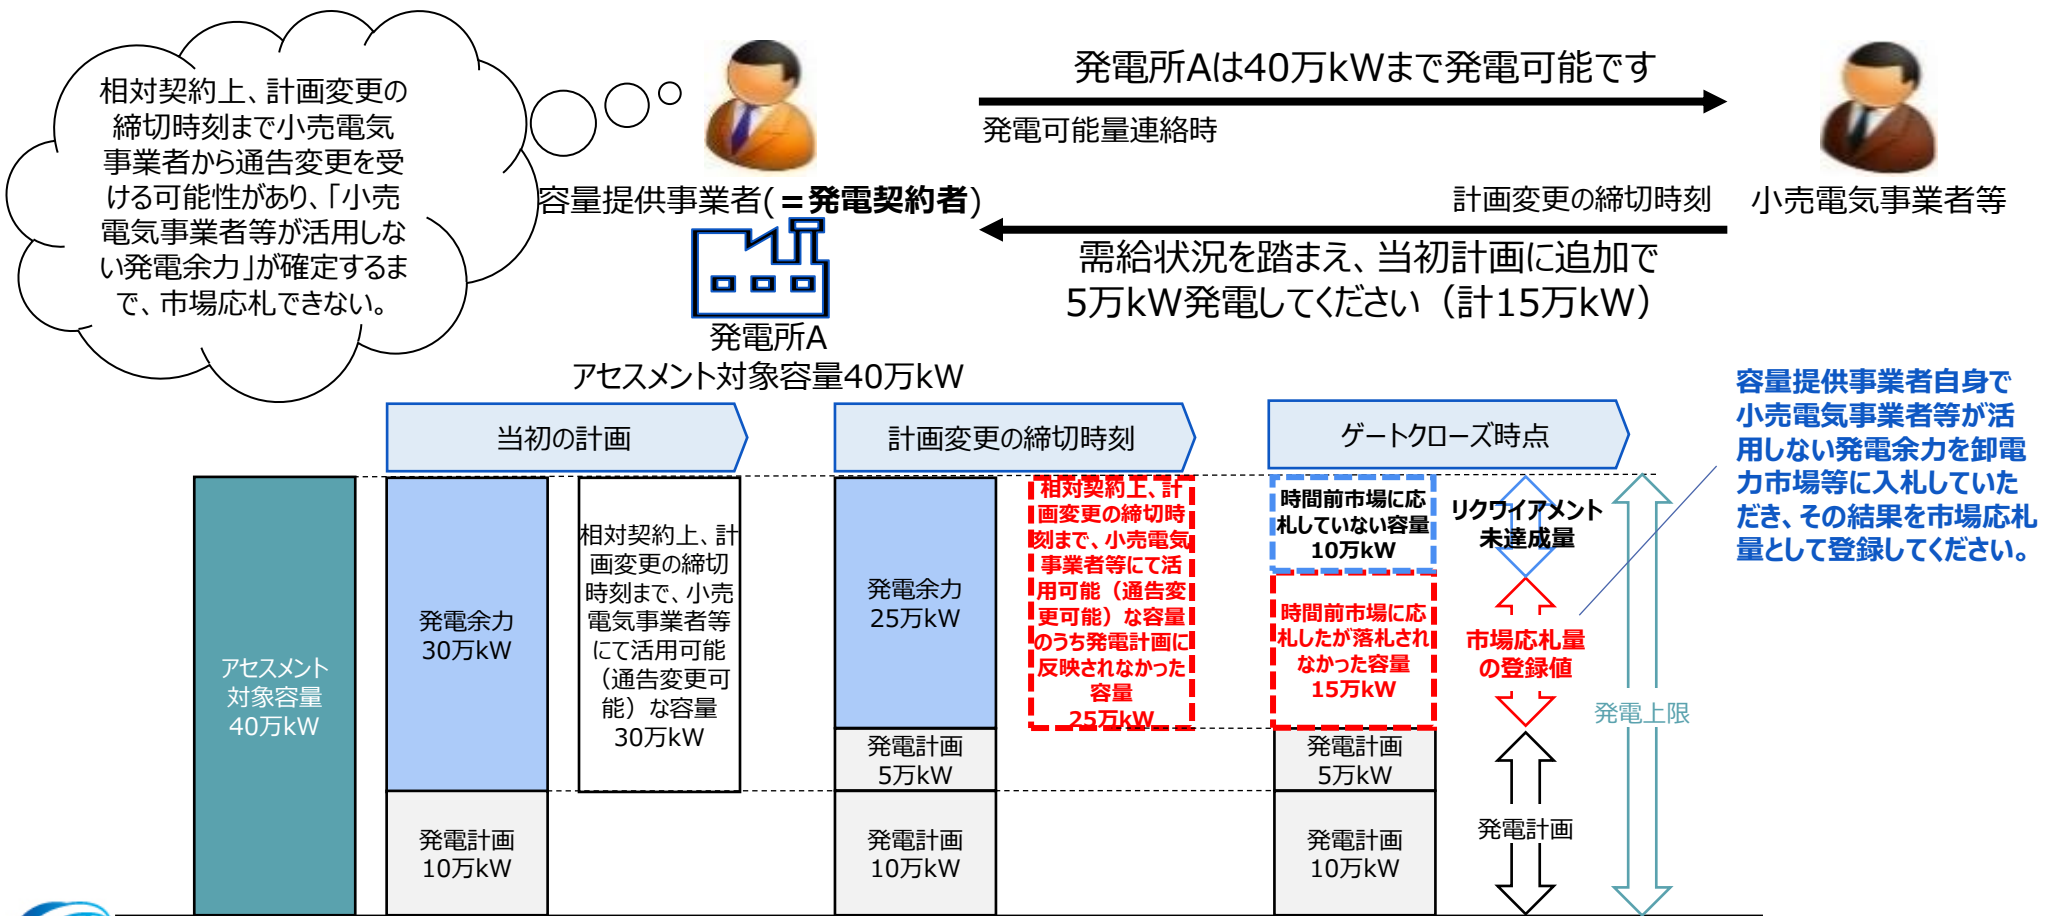 相対契約上、計画変更の
締切時刻まで小売電気
事業者から通告変更を受
ける可能性があり、「小売
電気事業者等が活用しな
い発電余力」が確定するま
で、市場応札できない。
発電所Aは40万kWまで発電可能です
発電可能量連絡時
容量提供事業者(=発電契約者)
計画変更の締切時刻
小売電気事業者等
需給状況を踏まえ、当初計画に追加で
5万kW発電してください（計15万kW）
発電所A
アセスメント対象容量40万kW
容量提供事業者自身で
小売電気事業者等が活
用しない発電余力を卸電
力市場等に入札していた
だき、その結果を市場応札
量として登録してください。
当初の計画
計画変更の締切時刻
ゲートクローズ時点
アセスメント
対象容量
40万kW
発電余力
30万kW
発電計画
10万kW
相対契約上、計
画変更の締切
時刻まで、小売
電気事業者等
にて活用可能
（通告変更可
能）な容量
30万kW
発電余力
25万kW
発電計画
5万kW
発電計画
10万kW
相対契約上、計
画変更の締切時
刻まで、小売電気
事業者等にて活
用可能（通告変
更可能）な容量
のうち発電計画に
反映されなかった
容量
25万kW
時間前市場に応
札していない容量
10万kW
時間前市場に応
札したが落札され
なかった容量
15万kW
発電計画
5万kW
発電計画
10万kW
リクワイアメント
未達成量
市場応札量
の登録値
発電計画
発電上限